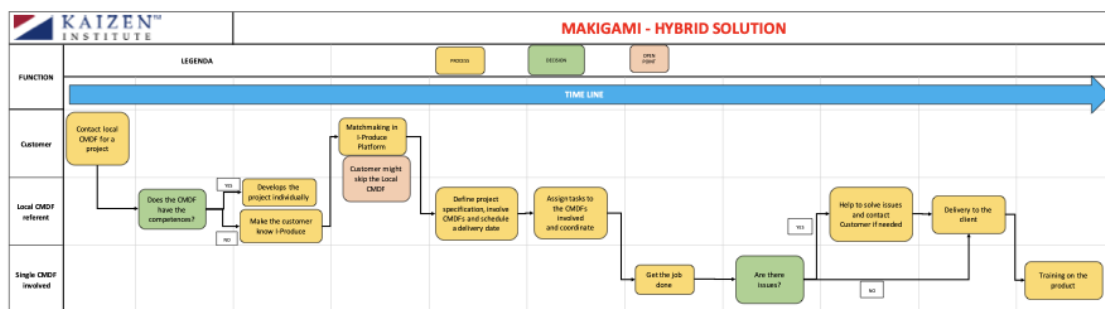 KAIZEN™
INSTITUTE
MAKIGAMI - HYBRID SOLUTION
FUNCTION
LEGENDA
PROCESS
DECISION
OPEN
POINT
TIME LINE
Customer
Contact local
CMDF for a
project
Matchmaking in
I-Produce
Platform
Customer might
skip the Local
CMDF
Local CMDF
referent
Does the CMDF
have the
competences?
YES
Develops the
project individually
NO
Make the customer
know I-Produce
Define project
specification, involve
CMDFs and schedule
a delivery date
Assign tasks to
the CMDFs
involved
and coordinate
YES
Help to solve issues
and contact
Customer if needed
Delivery to the
client
Single CMDF
involved
Get the job
done
Are there
issues?
NO
Training on the
product